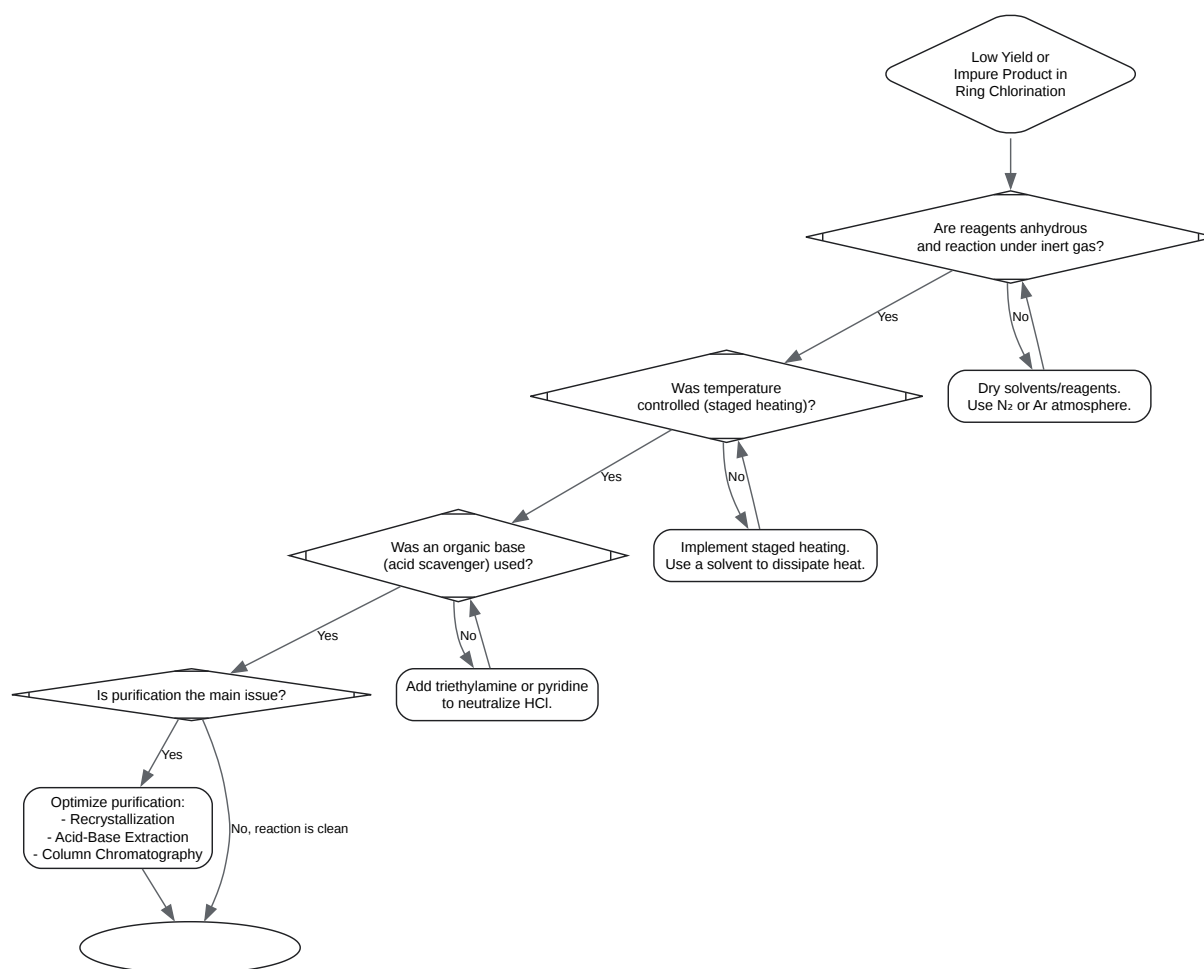 Low Yield or
Impure Product in
Ring Chlorination
Are reagents anhydrous
and reaction under inert gas?
Yes
No
Was temperature
controlled (staged heating)?
Dry solvents/reagents.
Use N₂ or Ar atmosphere.
Yes
No
Was an organic base
(acid scavenger) used?
Implement staged heating.
Use a solvent to dissipate heat.
Yes
No
Is purification the main issue?
Add triethylamine or pyridine
to neutralize HCl.
Yes
Optimize purification:
- Recrystallization
- Acid-Base Extraction
- Column Chromatography
No, reaction is clean